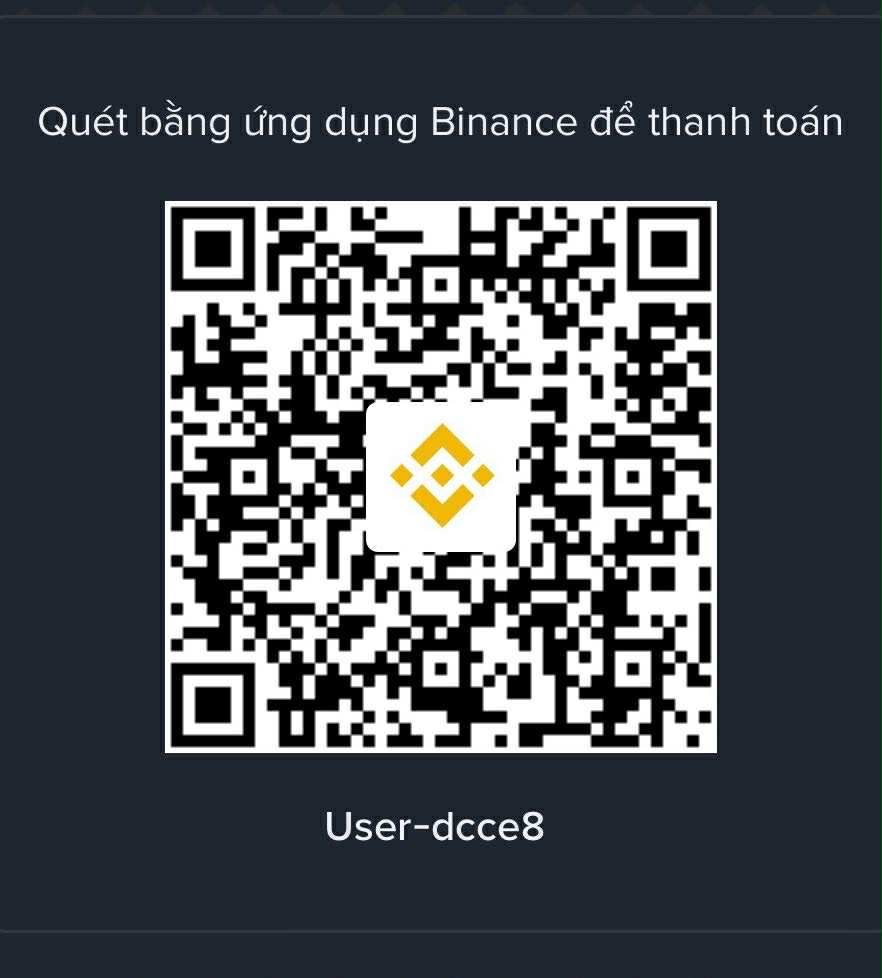 Quét bằng ứng dụng Binance để thanh toán
User-dcce8